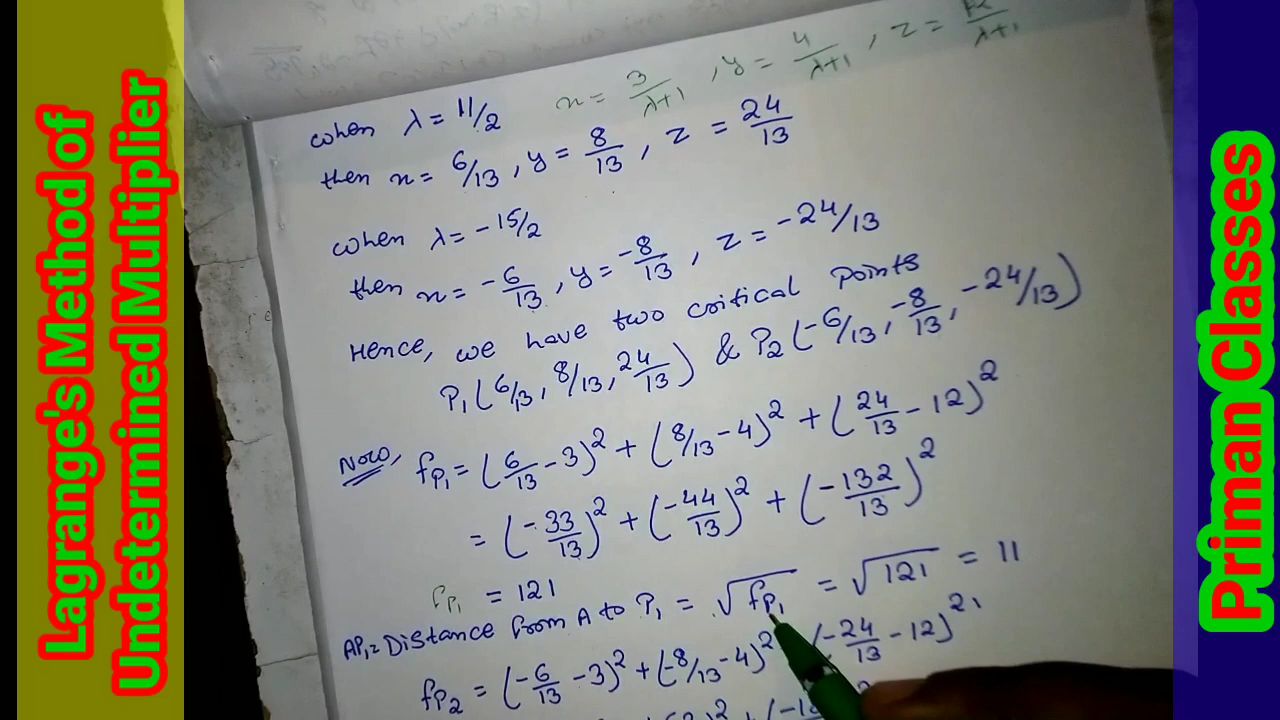 Lagrange's Method of
Undetermined Multiplier
x = 3/λ+1 , y = 4/λ+1 , z = 12/λ+1
when λ = 11/2
then x = 6/13 , y = 8/13 , z = 24/13
when λ = -15/2
then x = -6/13 , y = -8/13 , z = -24/13
Hence, we have two critical points
P₁(6/13, 8/13, 24/13) & P₂(-6/13, -8/13, -24/13)
Now, fP₁ = (6/13 - 3)² + (8/13 - 4)² + (24/13 - 12)²
= (-33/13)² + (-44/13)² + (-132/13)²
fP₁ = 121
AP₁ = Distance from A to P₁ = √fP₁ = √121 = 11
fP₂ = (-6/13 - 3)² + (-8/13 - 4)² (-24/13 - 12)²
Priman Classes